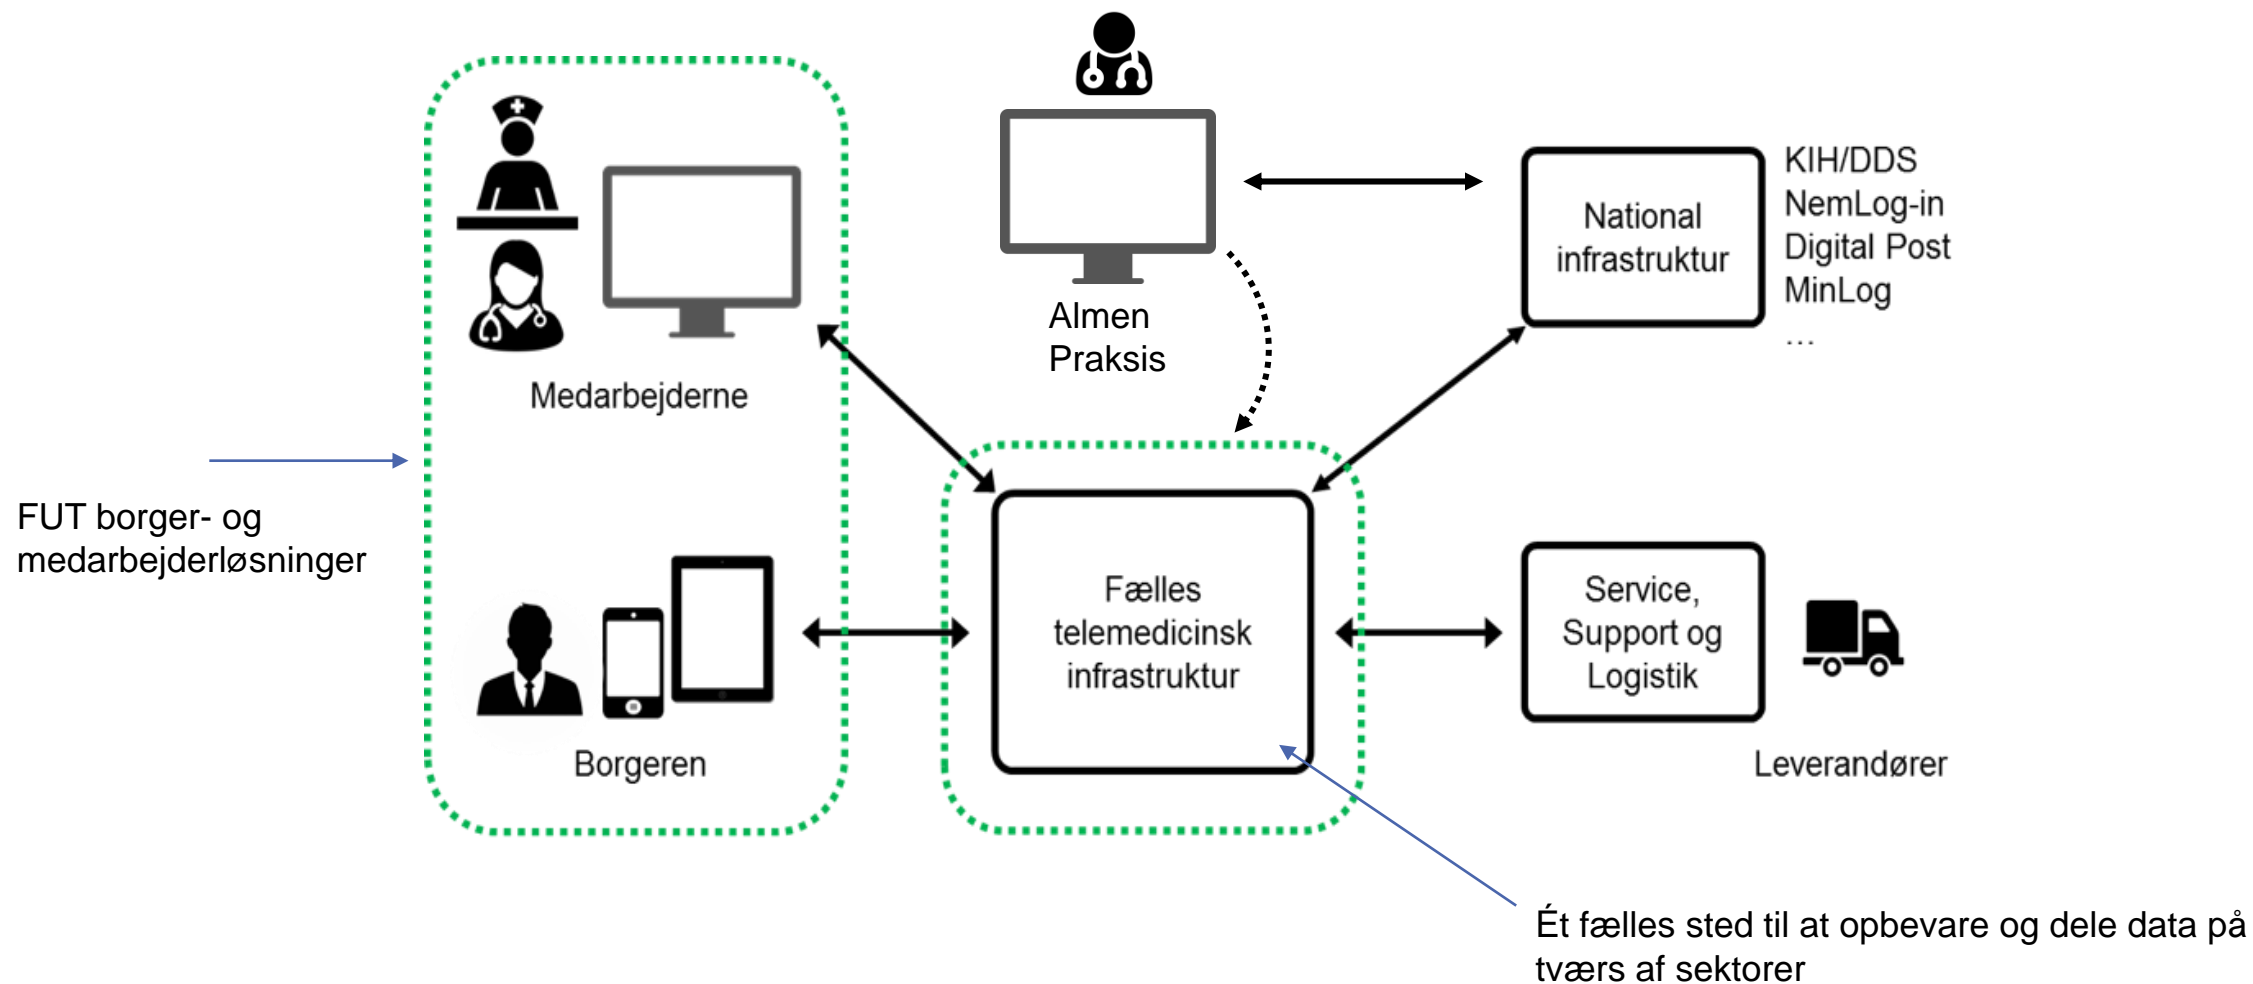 Almen
Praksis
National
infrastruktur
KIH/DDS
NemLog-in
Digital Post
MinLog
...
Medarbejderne
FUT borger- og
medarbejderløsninger
Borgeren
Fælles
telemedicinsk
infrastruktur
Service,
Support og
Logistik
Leverandører
Ét fælles sted til at opbevare og dele data på
tværs af sektorer